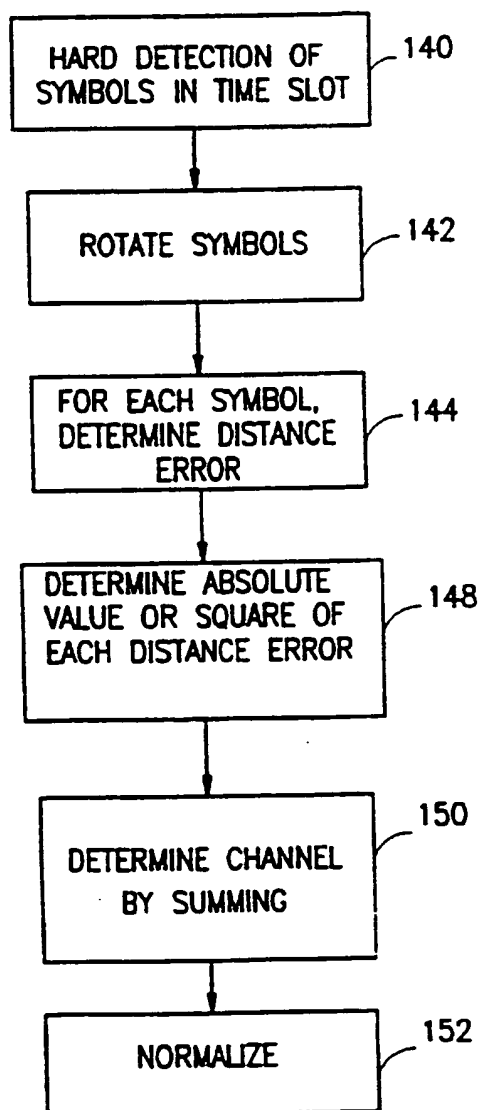 HARD DETECTION OF
SYMBOLS IN TIME SLOT
140
ROTATE SYMBOLS
142
FOR EACH SYMBOL,
DETERMINE DISTANCE
ERROR
144
DETERMINE ABSOLUTE
VALUE OR SQUARE OF
EACH DISTANCE ERROR
148
DETERMINE CHANNEL
BY SUMMING
150
NORMALIZE
152